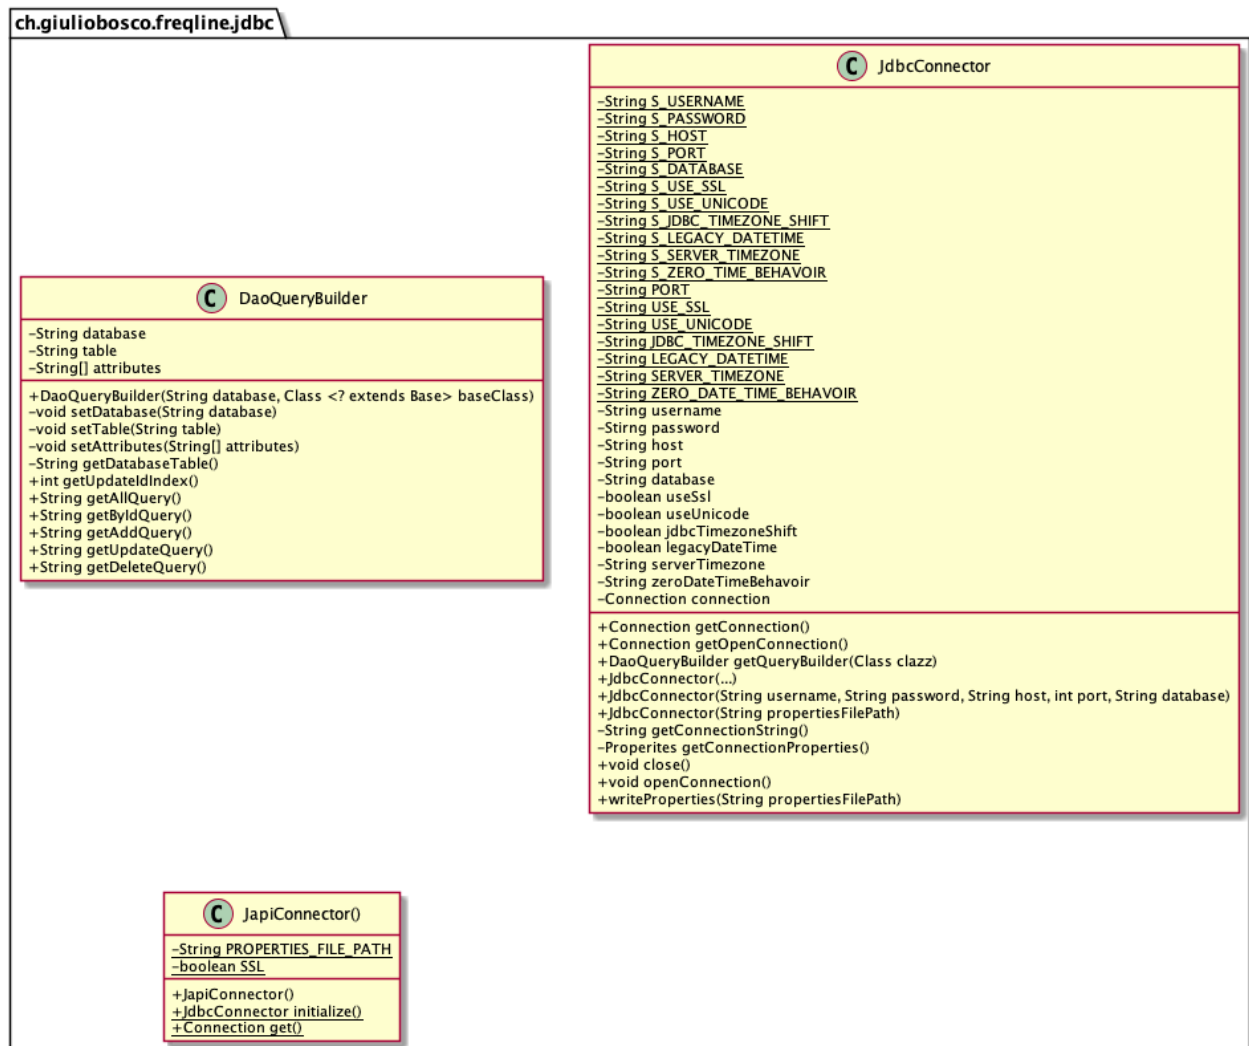 ch.giuliobosco.freqline.jdbc
C JdbcConnector
-String S_USERNAME
-String S_PASSWORD
-String S_HOST
-String S_PORT
-String S_DATABASE
-String S_USE_SSL
-String S_USE_UNICODE
-String S_JDBC_TIMEZONE_SHIFT
-String S_LEGACY_DATETIME
-String S_SERVER_TIMEZONE
-String S_ZERO_TIME_BEHAVOIR
-String PORT
-String USE_SSL
-String USE_UNICODE
-String JDBC_TIMEZONE_SHIFT
-String LEGACY_DATETIME
-String SERVER_TIMEZONE
-String ZERO_DATE_TIME_BEHAVOIR
-String username
-Stirng password
-String host
-String port
-String database
-boolean useSsl
-boolean useUnicode
-boolean jdbcTimezoneShift
-boolean legacyDateTime
-String serverTimezone
-String zeroDateTimeBehavoir
-Connection connection
+Connection getConnection()
+Connection getOpenConnection()
+DaoQueryBuilder getQueryBuilder(Class clazz)
+JdbcConnector(...)
+JdbcConnector(String username, String password, String host, int port, String database)
+JdbcConnector(String propertiesFilePath)
-String getConnectionString()
-Properites getConnectionProperties()
+void close()
+void openConnection()
+writeProperties(String propertiesFilePath)
C DaoQueryBuilder
-String database
-String table
-String[] attributes
+DaoQueryBuilder(String database, Class <? extends Base> baseClass)
-void setDatabase(String database)
-void setTable(String table)
-void setAttributes(String[] attributes)
-String getDatabaseTable()
+int getUpdateIdIndex()
+String getAllQuery()
+String getByIdQuery()
+String getAddQuery()
+String getUpdateQuery()
+String getDeleteQuery()
C JapiConnector()
-String PROPERTIES_FILE_PATH
-boolean SSL
+JapiConnector()
+JdbcConnector initialize()
+Connection get()